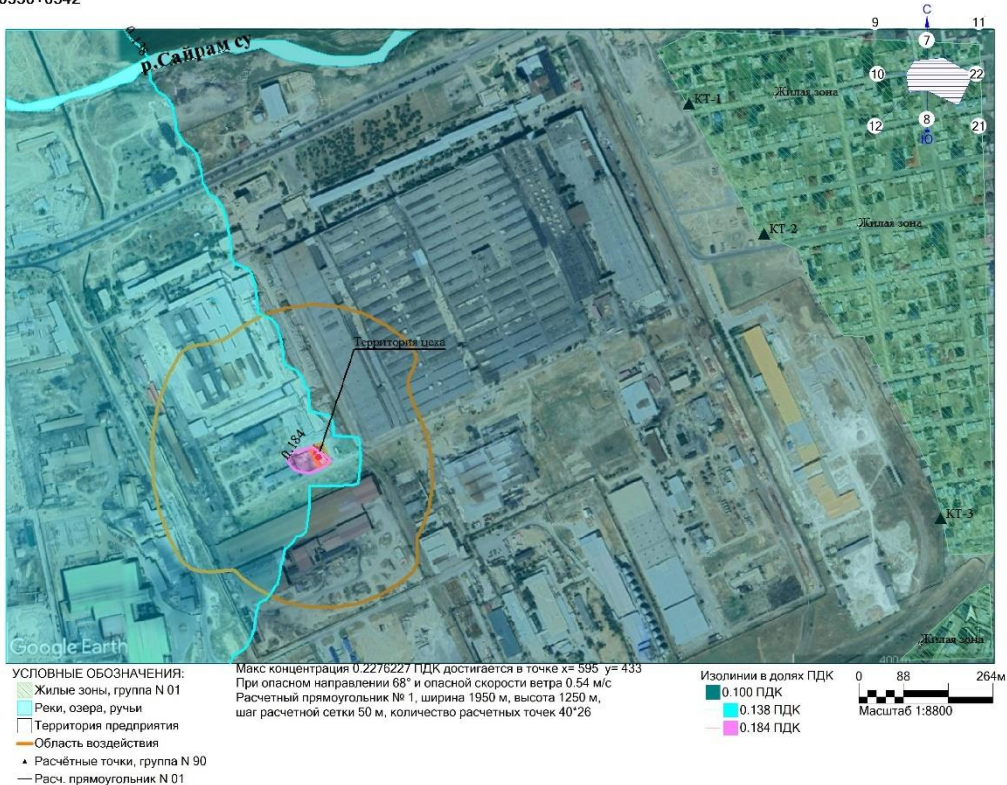 С
9 11
7
10 22
12 21
8
Ю
р.Сайрам су
КТ-1
Жилая зона
КТ-2
Жилая зона
Территория цеха
0.184
КТ-3
Жилая зона
Google Earth
400 m
УСЛОВНЫЕ ОБОЗНАЧЕНИЯ:
Жилые зоны, группа N 01
Реки, озера, ручьи
Территория предприятия
Область воздействия
Расчётные точки, группа N 90
Расч. прямоугольник N 01
Макс концентрация 0.2276227 ПДК достигается в точке x= 595 y= 433
При опасном направлении 68° и опасной скорости ветра 0.54 м/с
Расчетный прямоугольник № 1, ширина 1950 м, высота 1250 м,
шаг расчетной сетки 50 м, количество расчетных точек 40*26
Изолинии в долях ПДК
0.100 ПДК
0.138 ПДК
0.184 ПДК
0 88 264м
Масштаб 1:8800